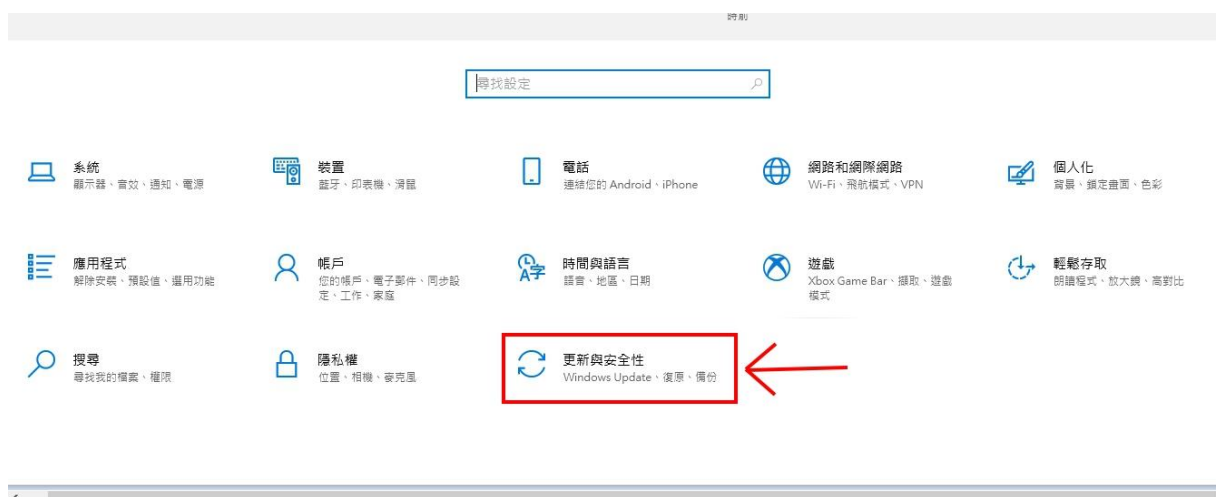 時刻
尋找設定
系統
顯示器、音效、通知、電源
裝置
藍牙、印表機、滑鼠
電話
連結您的 Android、iPhone
網路和網際網路
Wi-Fi、飛航模式、VPN
個人化
背景、鎖定畫面、色彩
應用程式
解除安裝、預設值、選用功能
帳戶
您的帳戶、電子郵件、同步設
定、工作、家庭
時間與語言
語音、地區、日期
遊戲
Xbox Game Bar、擷取、遊戲
模式
輕鬆存取
朗讀程式、放大鏡、高對比
搜尋
尋找我的檔案、權限
隱私權
位置、相機、麥克風
更新與安全性
Windows Update、復原、備份